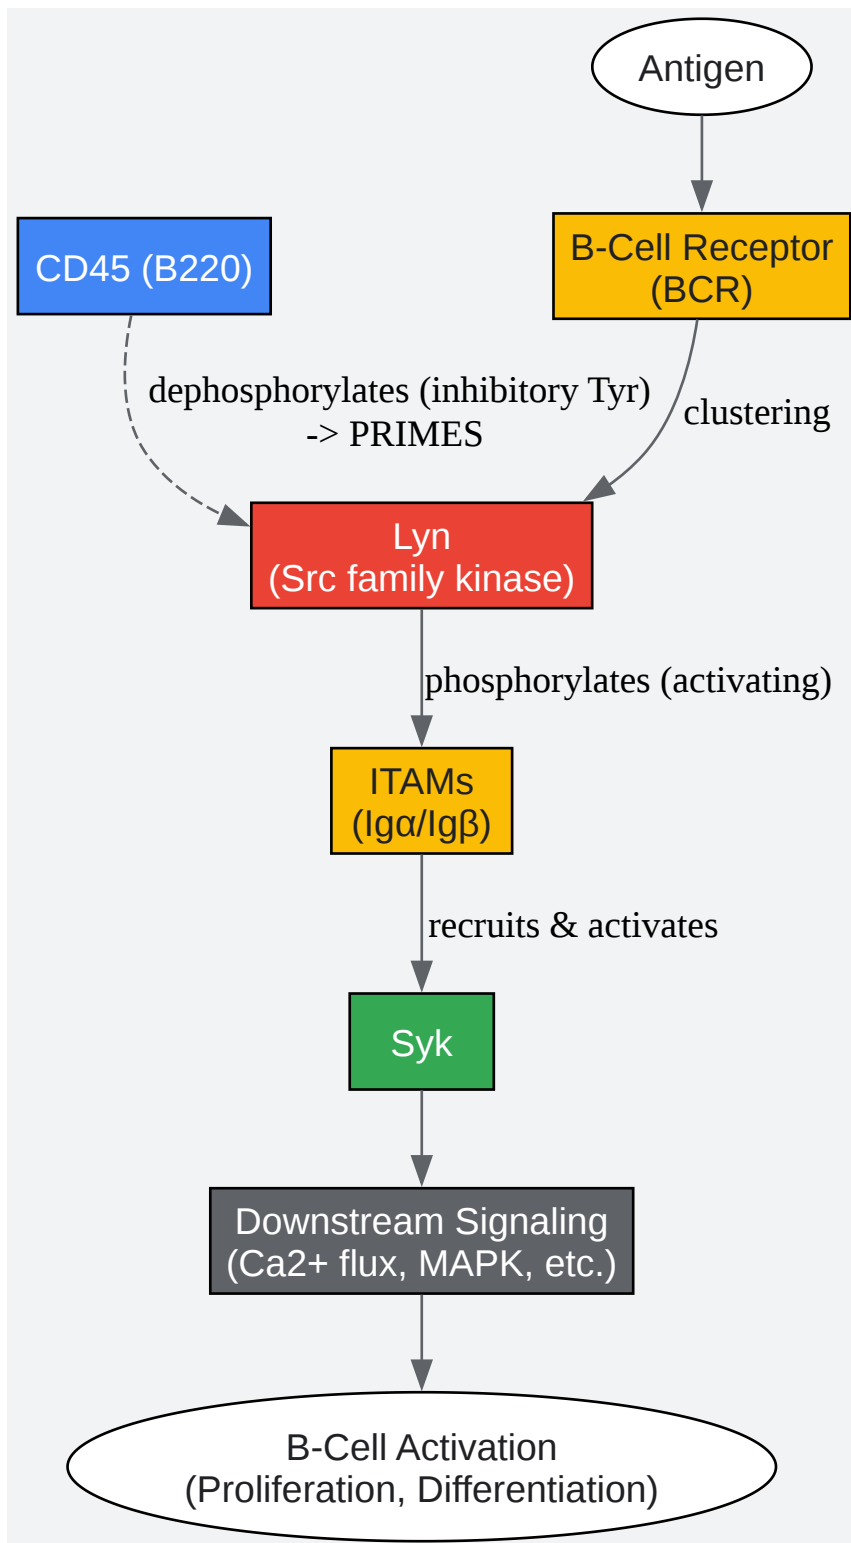 Antigen
CD45 (B220)
B-Cell Receptor
(BCR)
dephosphorylates (inhibitory Tyr)
-> PRIMES
clustering
Lyn
(Src family kinase)
phosphorylates (activating)
ITAMs
(Igα/Igβ)
recruits & activates
Syk
Downstream Signaling
(Ca2+ flux, MAPK, etc.)
B-Cell Activation
(Proliferation, Differentiation)